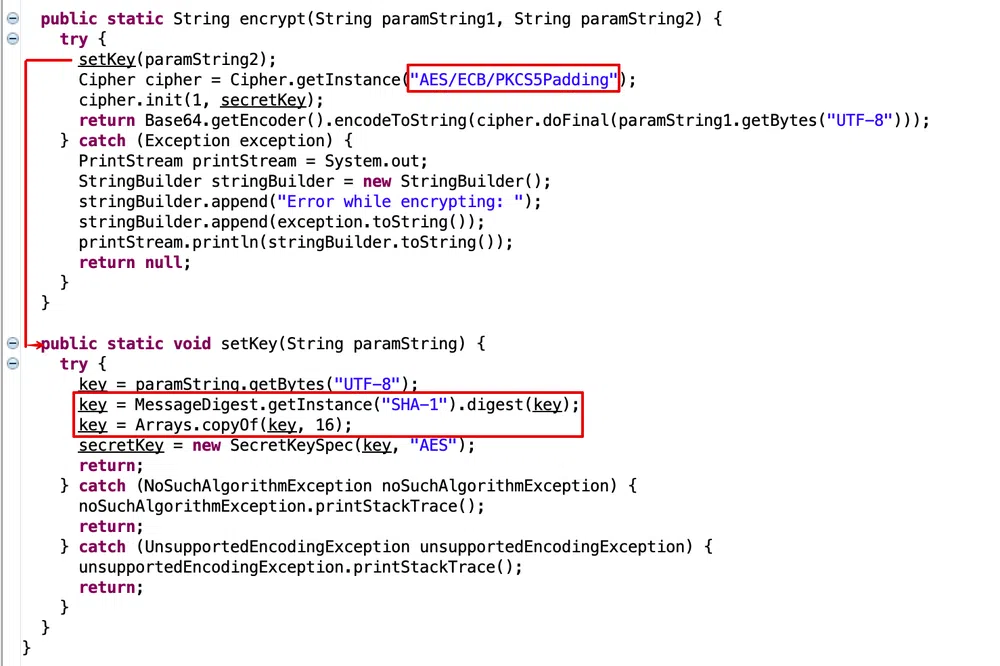 public static String encrypt(String paramString1, String paramString2) {
try {
setKey(paramString2);
Cipher cipher = Cipher.getInstance("AES/ECB/PKCS5Padding");
cipher.init(1, secretKey);
return Base64.getEncoder().encodeToString(cipher.doFinal(paramString1.getBytes("UTF-8")));
} catch (Exception exception) {
PrintStream printStream = System.out;
StringBuilder stringBuilder = new StringBuilder();
stringBuilder.append("Error while encrypting: ");
stringBuilder.append(exception.toString());
printStream.println(stringBuilder.toString());
return null;
}
}
public static void setKey(String paramString) {
try {
key = paramString.getBytes("UTF-8");
key = MessageDigest.getInstance("SHA-1").digest(key);
key = Arrays.copyOf(key, 16);
secretKey = new SecretKeySpec(key, "AES");
return;
} catch (NoSuchAlgorithmException noSuchAlgorithmException) {
noSuchAlgorithmException.printStackTrace();
return;
} catch (UnsupportedEncodingException unsupportedEncodingException) {
unsupportedEncodingException.printStackTrace();
return;
}
}
}